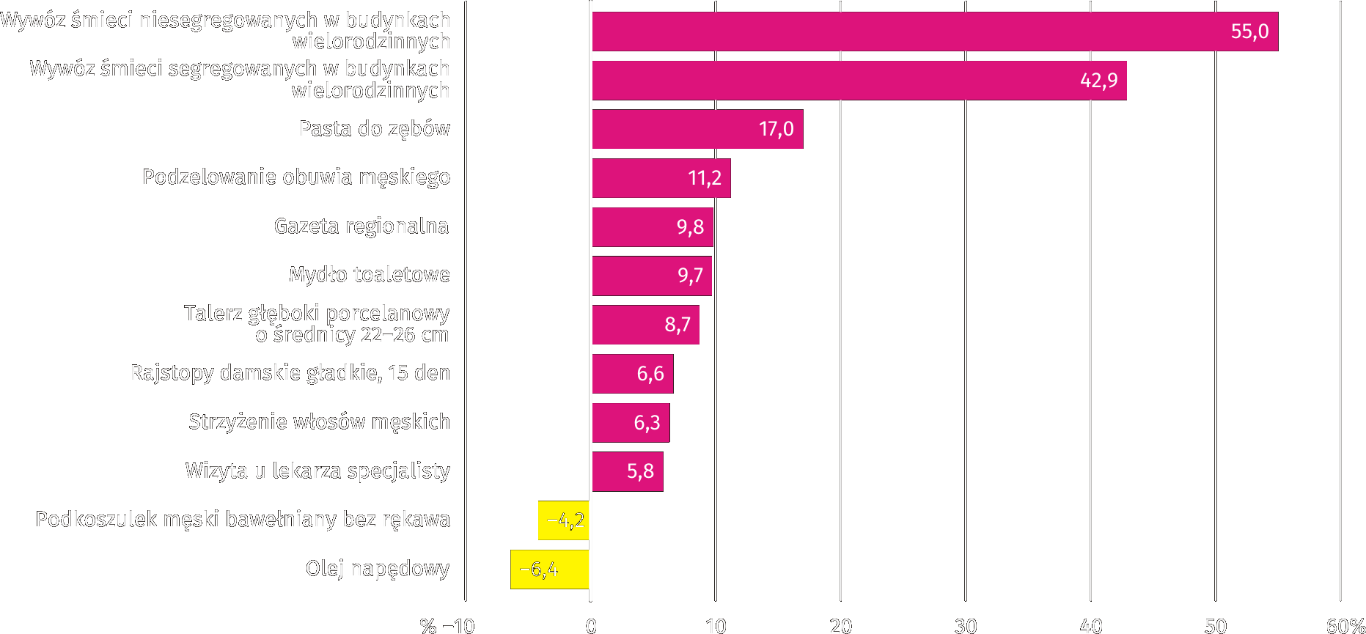 Wywóz śmieci niesegregowanych w budynkach
wielorodzinnych
55,0
Wywóz śmieci segregowanych w budynkach
wielorodzinnych
42,9
Pasta do zębów
17,0
Podzelowanie obuwia męskiego
11,2
Gazeta regionalna
9,8
Mydło toaletowe
9,7
Talerz głęboki porcelanowy
o średnicy 22–26 cm
8,7
Rajstopy damskie gładkie, 15 den
6,6
Strzyżenie włosów męskich
6,3
Wizyta u lekarza specjalisty
5,8
Podkoszulek męski bawełniany bez rękawa
–4,2
Olej napędowy
–6,4
% –10 0 10 20 30 40 50 60%